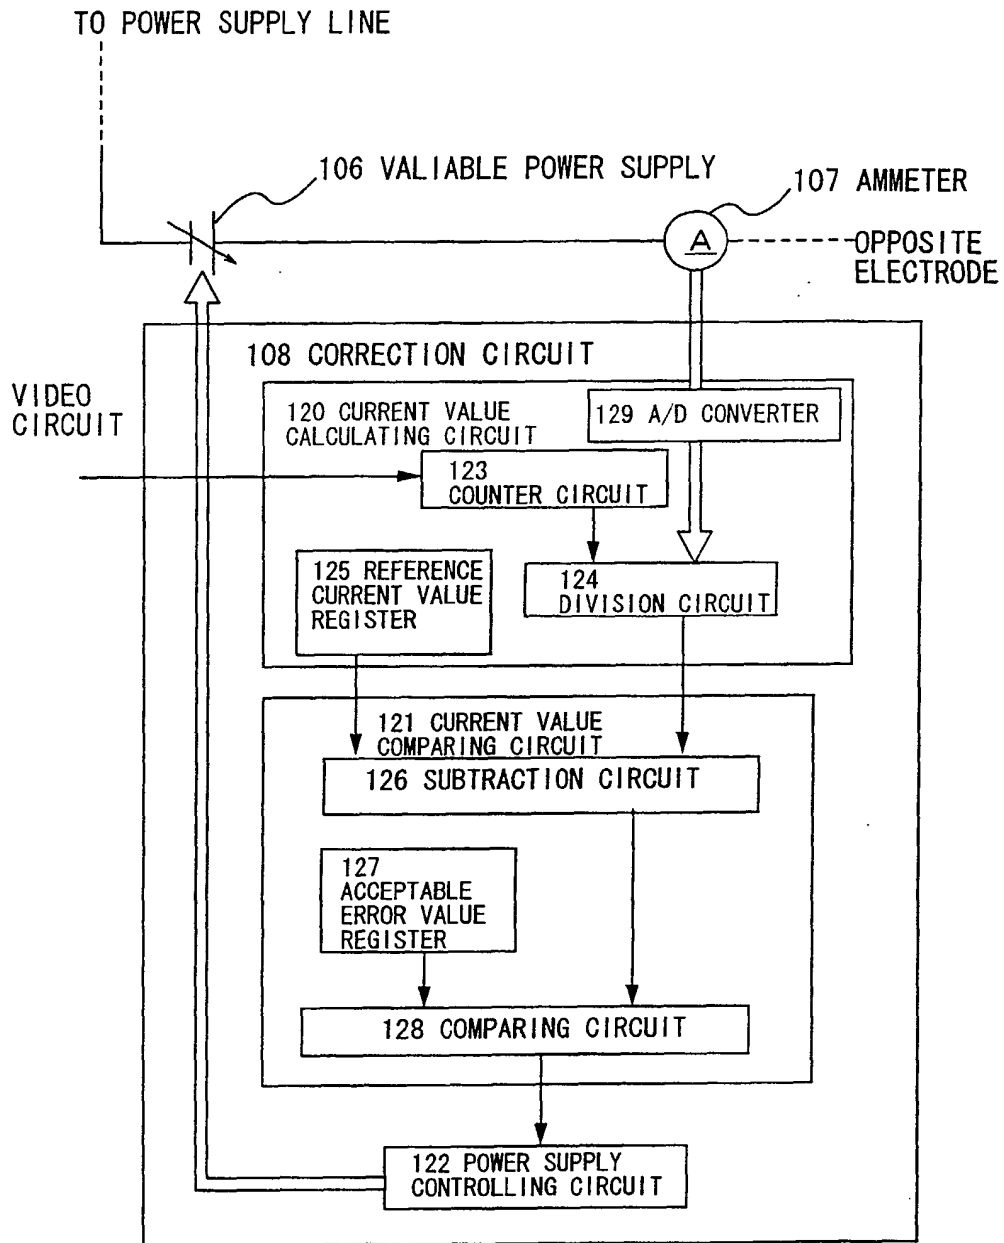 TO POWER SUPPLY LINE
106 VALIABLE POWER SUPPLY
107 AMMETER
A
OPPOSITE
ELECTRODE
108 CORRECTION CIRCUIT
VIDEO
CIRCUIT
120 CURRENT VALUE
CALCULATING CIRCUIT
129 A/D CONVERTER
123
COUNTER CIRCUIT
125 REFERENCE
CURRENT VALUE
REGISTER
124
DIVISION CIRCUIT
121 CURRENT VALUE
COMPARING CIRCUIT
126 SUBTRACTION CIRCUIT
127
ACCEPTABLE
ERROR VALUE
REGISTER
128 COMPARING CIRCUIT
122 POWER SUPPLY
CONTROLLING CIRCUIT